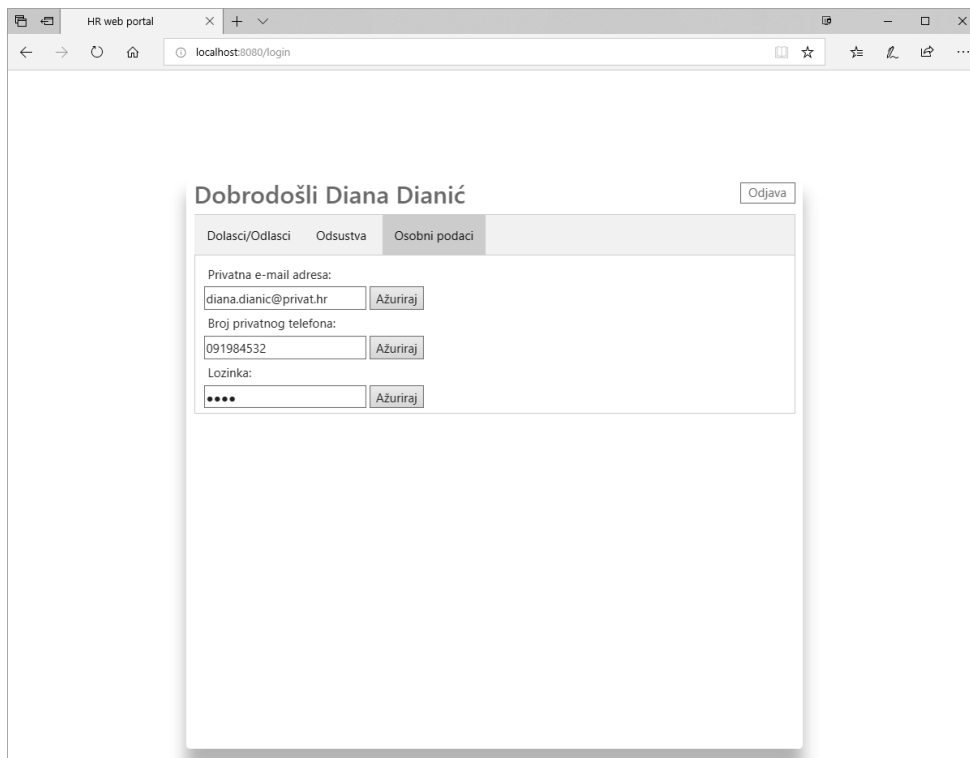 HR web portal
localhost:8080/login
Dobrodošli Diana Dianić
Odjava
Dolasci/Odlasci Odsustva Osobni podaci
Privatna e-mail adresa:
diana.dianic@privat.hr Ažuriraj
Broj privatnog telefona:
091984532 Ažuriraj
Lozinka:
•••• Ažuriraj